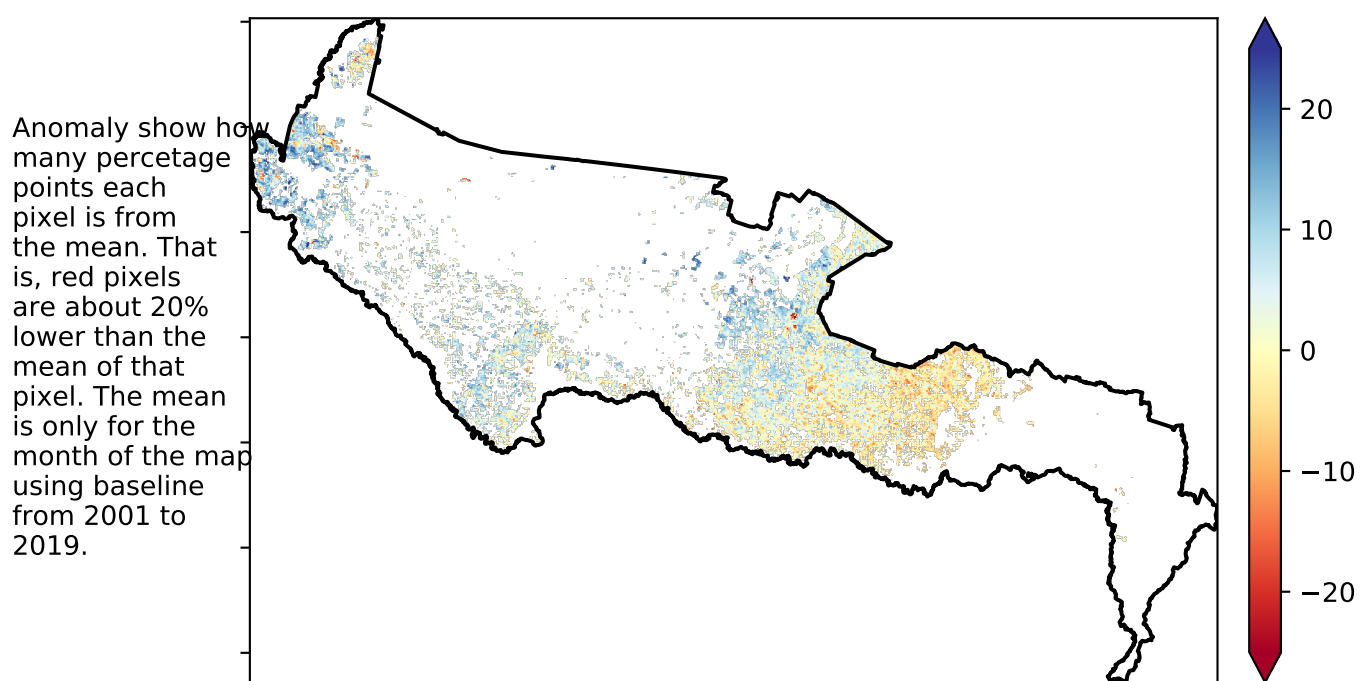 Anomaly show how
many percetage
points each
pixel is from
the mean. That
is, red pixels
are about 20%
lower than the
mean of that
pixel. The mean
is only for the
month of the map
using baseline
from 2001 to
2019.
20
10
0
−10
−20